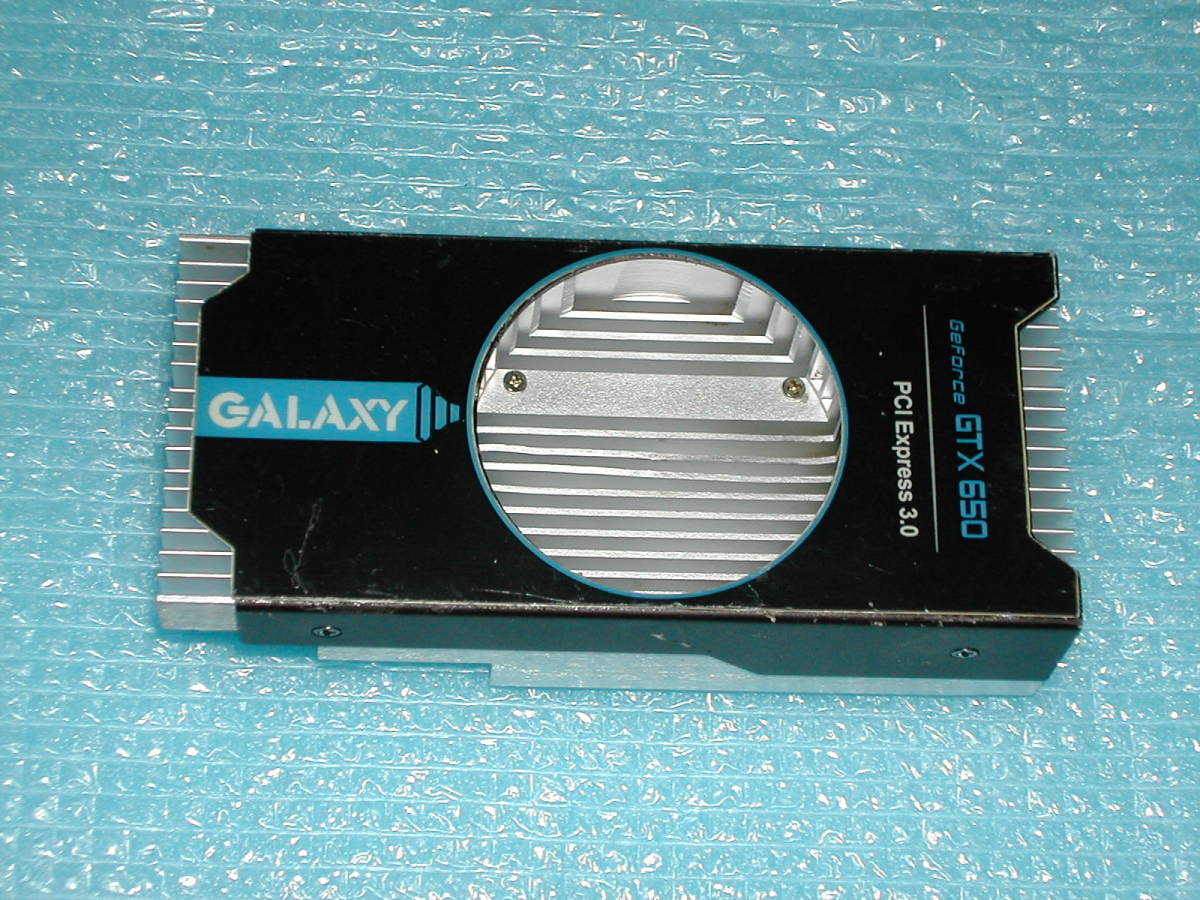 GALAXY
GeForce GTX 650
PCI Express 3.0